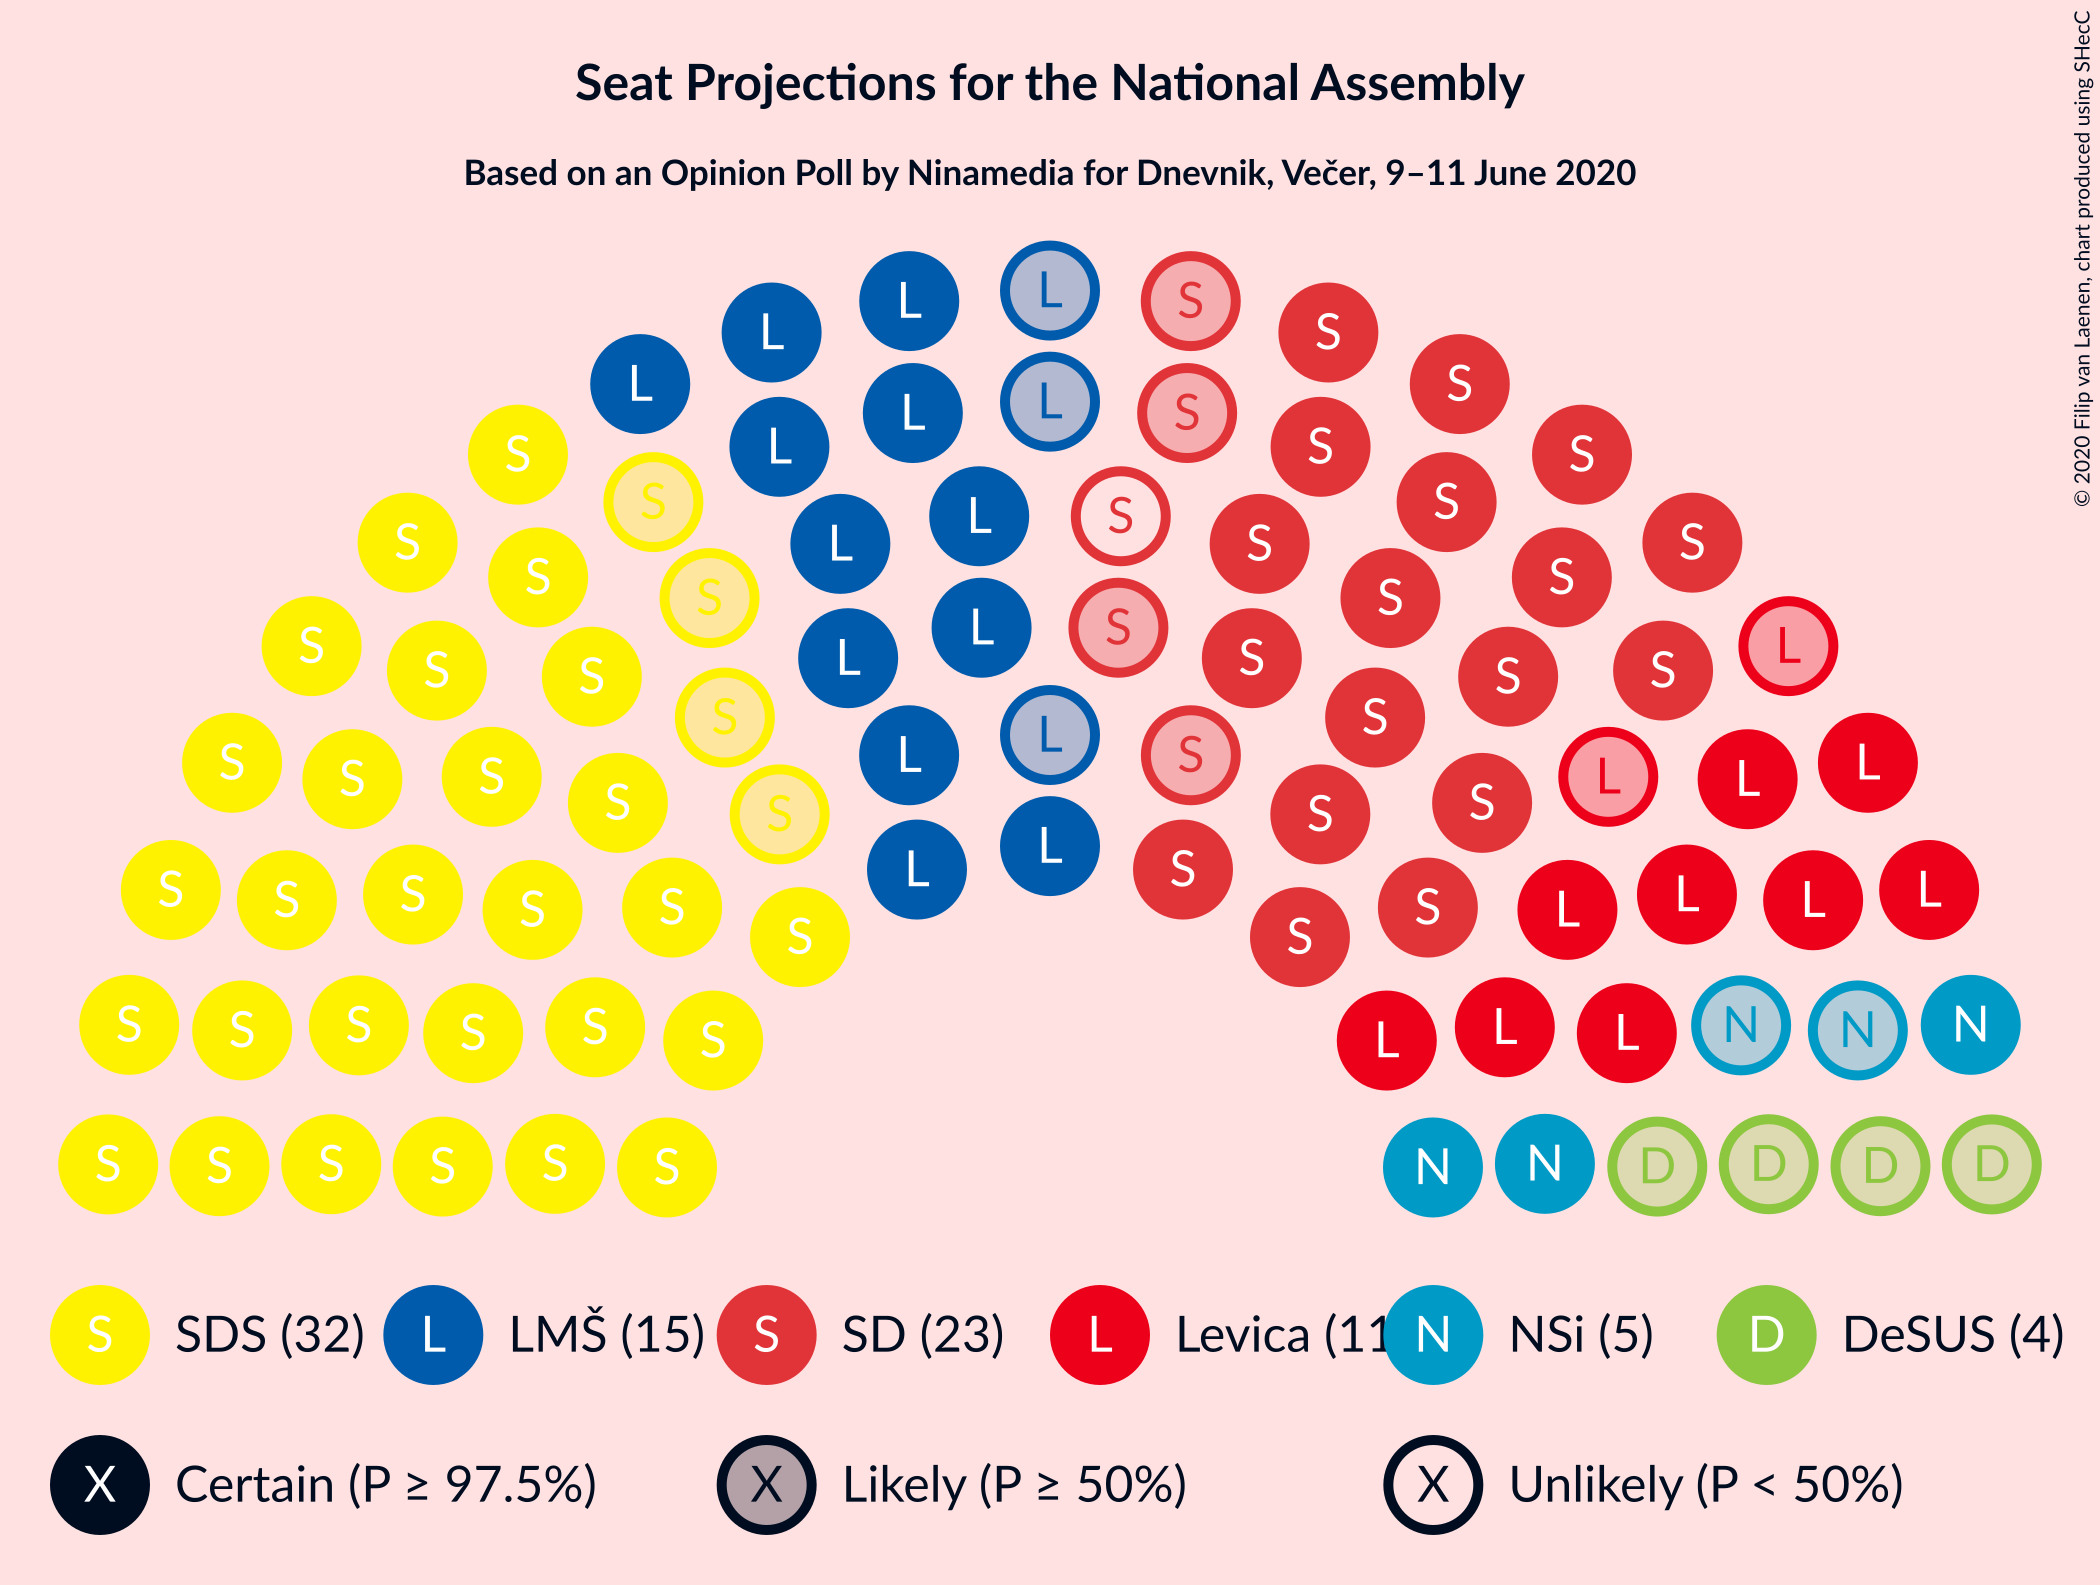 Seat Projections for the National Assembly
Based on an Opinion Poll by Ninamedia for Dnevnik, Večer, 9–11 June 2020
© 2020 Filip van Laenen, chart produced using SHecC
L L L S S
L S
L L L S S
S S
S L L S S
S S
L L S S
S S
S S L L S S S S
S L L S S S L
S S S L L S S S L L L
S S S S S S S S
S S S S S L L S S S L L L L
S S S S S S L L L N N N
S S S S S S N N D D D D
S SDS (32) L LMŠ (15) S SD (23) L Levica (11 N NSi (5) D DeSUS (4)
X Certain (P ≥ 97.5%) X Likely (P ≥ 50%) X Unlikely (P < 50%)